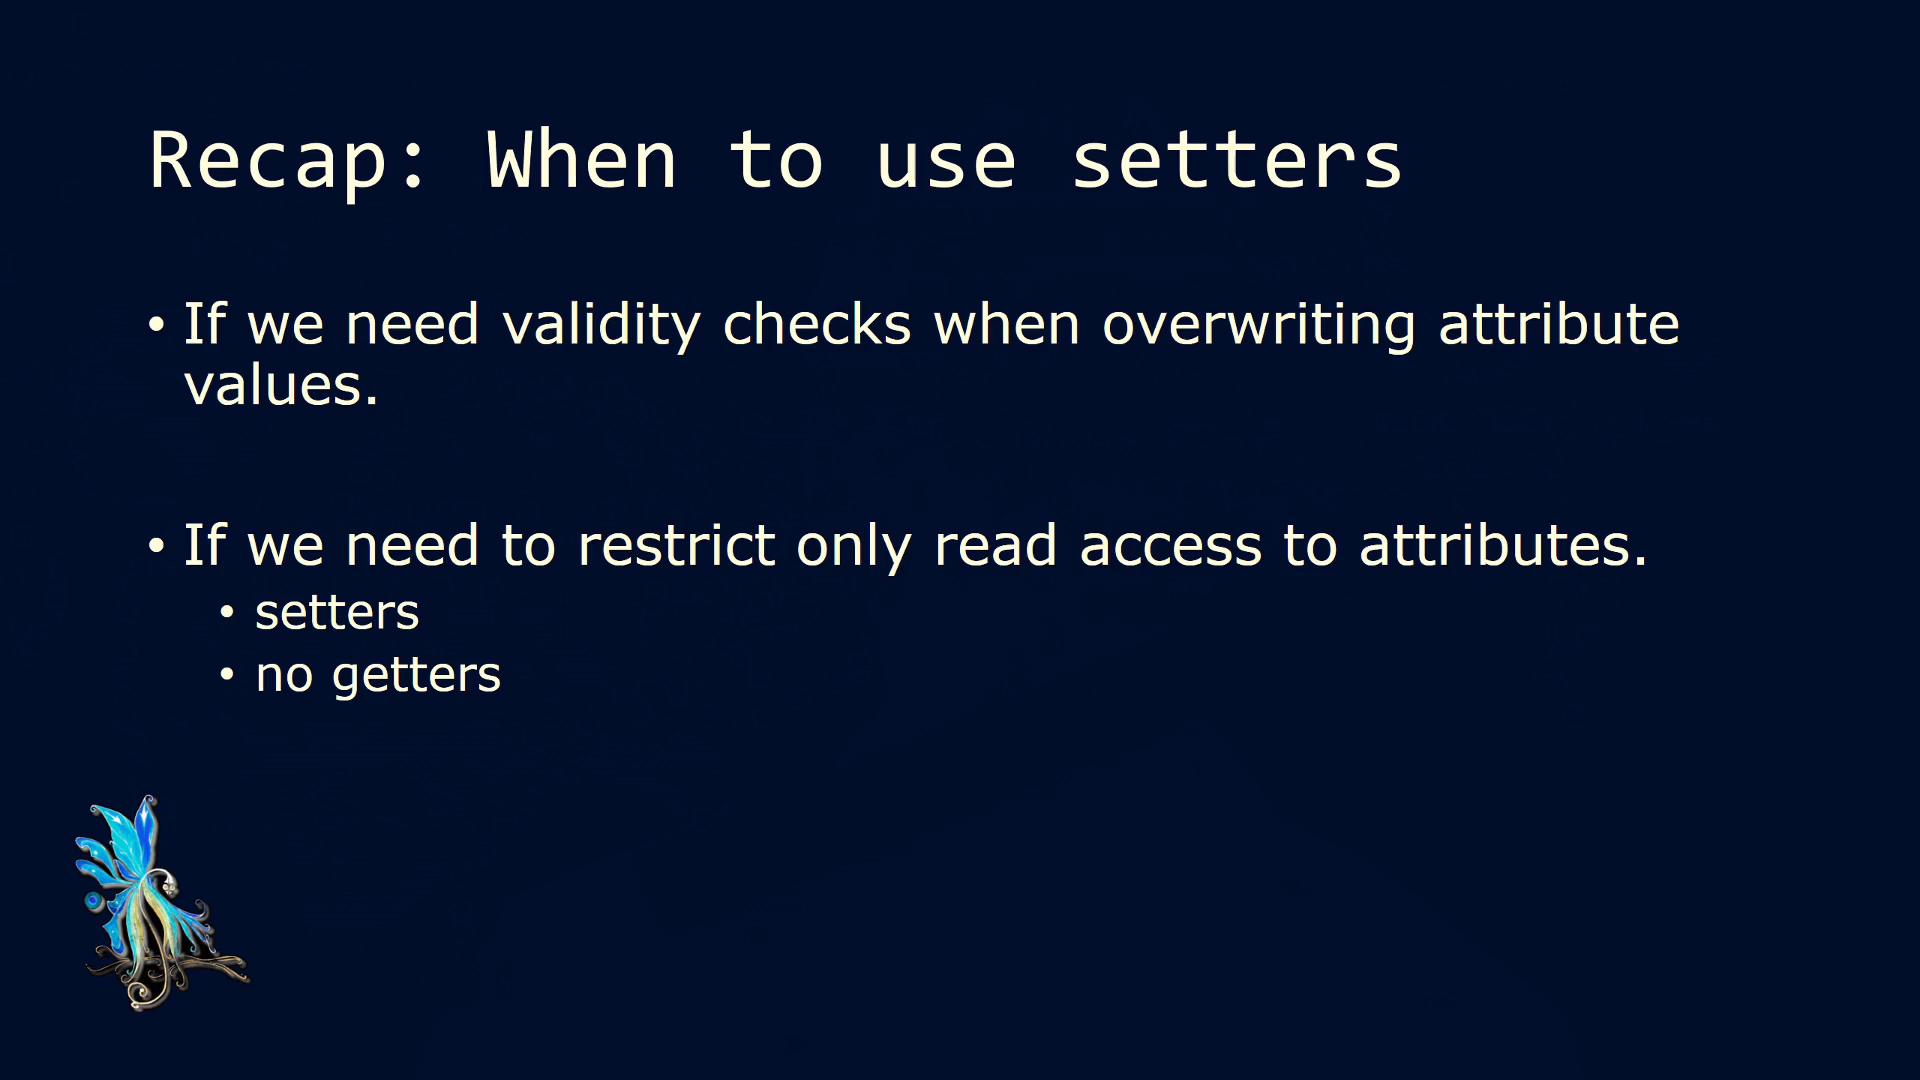 Recap: When to use setters
• If we need validity checks when overwriting attribute
values.
• If we need to restrict only read access to attributes.
• setters
• no getters